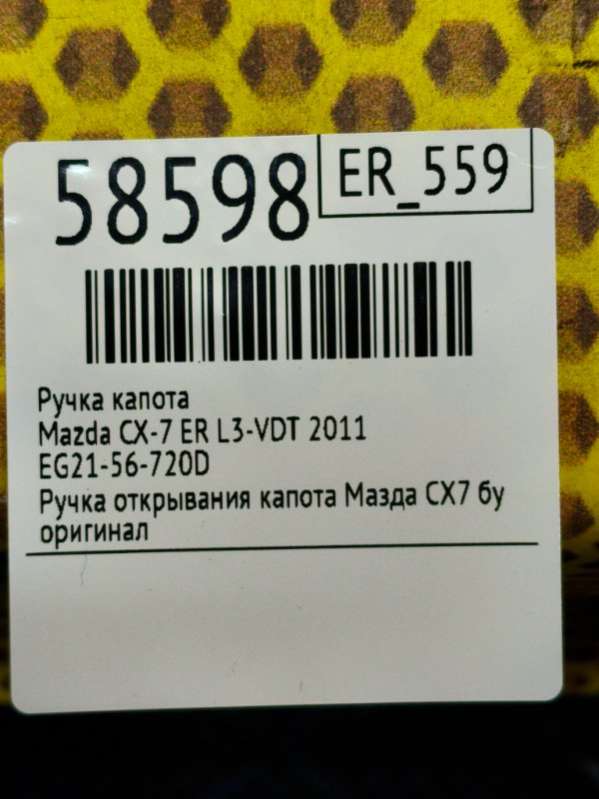 58598
ER_559
Ручка капота
Mazda CX-7 ER L3-VDT 2011
EG21-56-720D
Ручка открывания капота Мазда СХ7 бу
оригинал